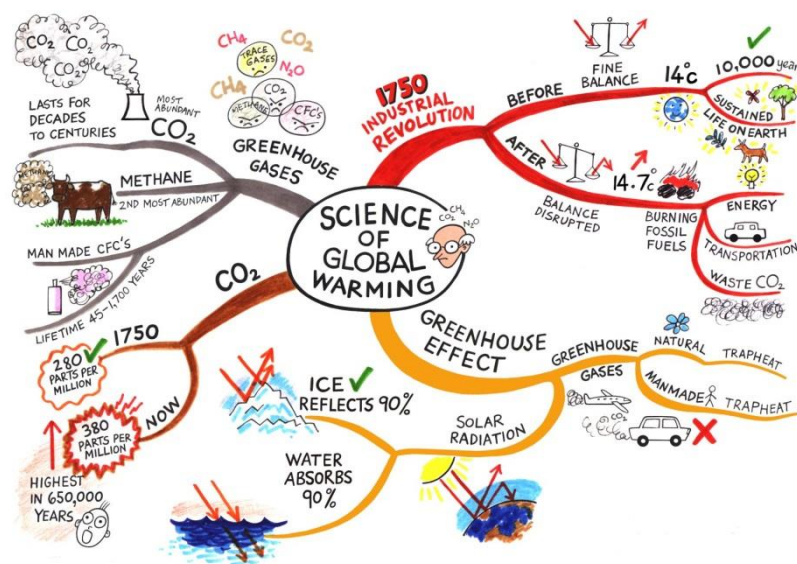 SCIENCE
OF
GLOBAL
WARMING
CH4
CO2
N2O
1750
INDUSTRIAL
REVOLUTION
BEFORE
FINE
BALANCE
14°C
10,000 year
SUSTAINED
LIFE ON EARTH
AFTER
BALANCE
DISRUPTED
14.7°C
BURNING
FOSSIL
FUELS
ENERGY
TRANSPORTATION
WASTE CO2
GREENHOUSE
EFFECT
GREENHOUSE
GASES
NATURAL
TRAPHEAT
MANMADE
TRAPHEAT
CO2
SOLAR
RADIATION
ICE
REFLECTS 90%
WATER
ABSORBS
90%
CO2
1750
280
PARTS PER
MILLION
NOW
380
PARTS PER
MILLION
HIGHEST
IN 650,000
YEARS
GREENHOUSE
GASES
CH4
CO2
TRACE
GASES
N2O
CH4
CO2
METHANE
CFC'S
CO2
CO2
CO2
MOST
ABUNDANT
CO2
LASTS FOR
DECADES
TO CENTURIES
METHANE
METHANE
2ND MOST ABUNDANT
MAN MADE CFC'S
LIFETIME 45-1,700 YEARS